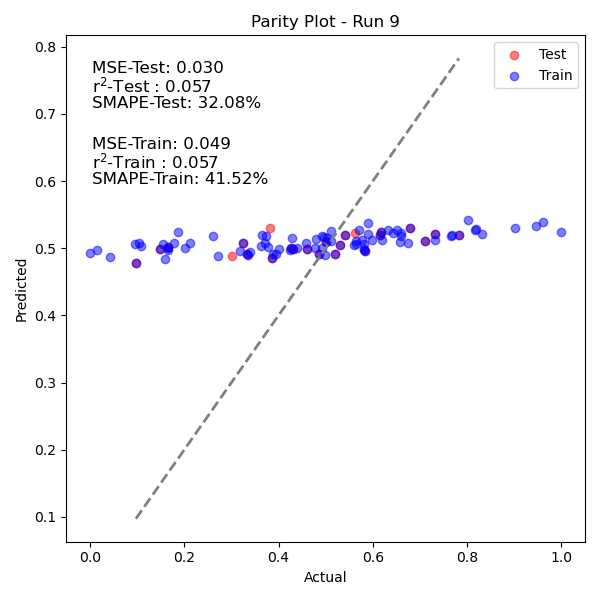 Parity Plot - Run 9
MSE-Test: 0.030
r²-Test : 0.057
SMAPE-Test: 32.08%
MSE-Train: 0.049
r²-Train : 0.057
SMAPE-Train: 41.52%
Test
Train
0.8
0.7
0.6
0.5
0.4
0.3
0.2
0.1
Predicted
0.0 0.2 0.4 0.6 0.8 1.0
Actual